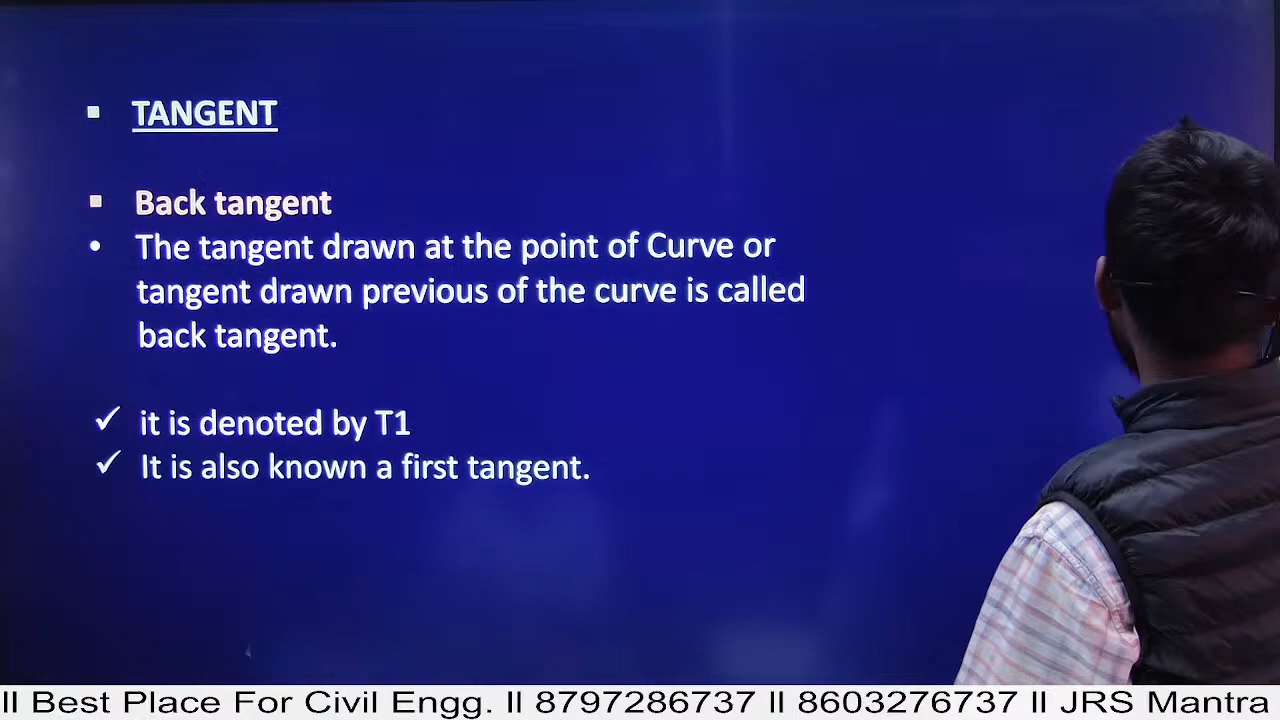 TANGENT
Back tangent
The tangent drawn at the point of Curve or
tangent drawn previous of the curve is called
back tangent.
it is denoted by T1
It is also known a first tangent.
II Best Place For Civil Engg. II 8797286737 II 8603276737 II JRS Mantra